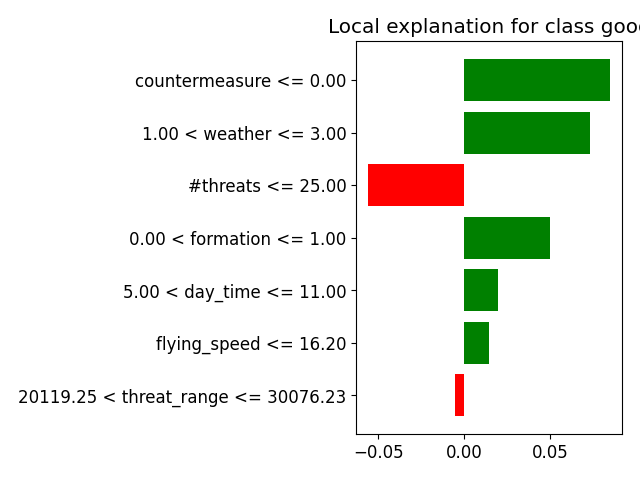 Local explanation for class goo
countermeasure <= 0.00
1.00 < weather <= 3.00
#threats <= 25.00
0.00 < formation <= 1.00
5.00 < day_time <= 11.00
flying_speed <= 16.20
20119.25 < threat_range <= 30076.23
−0.05 0.00 0.05